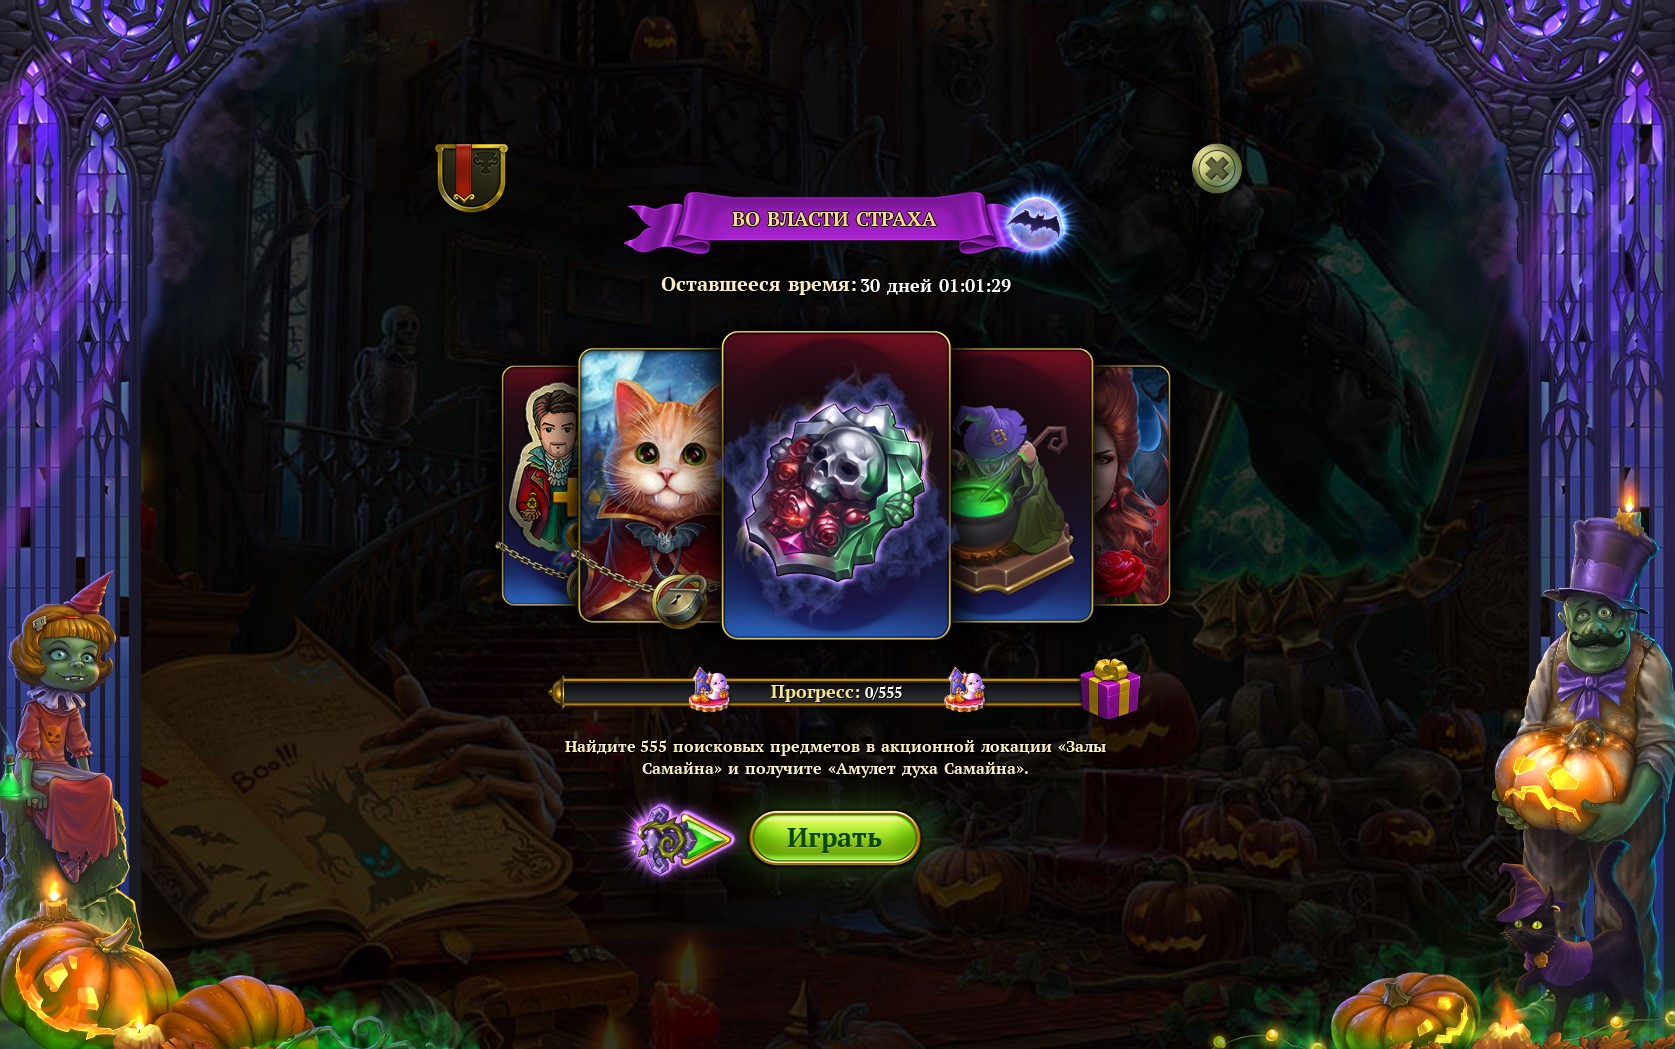 ВО ВЛАСТИ СТРАХА
Оставшееся время: 30 дней 01:01:29
Прогресс: 0/555
Найдите 555 поисковых предметов в акционной локации «Залы
Самайна» и получите «Амулет духа Самайна».
Boo!!!
Играть